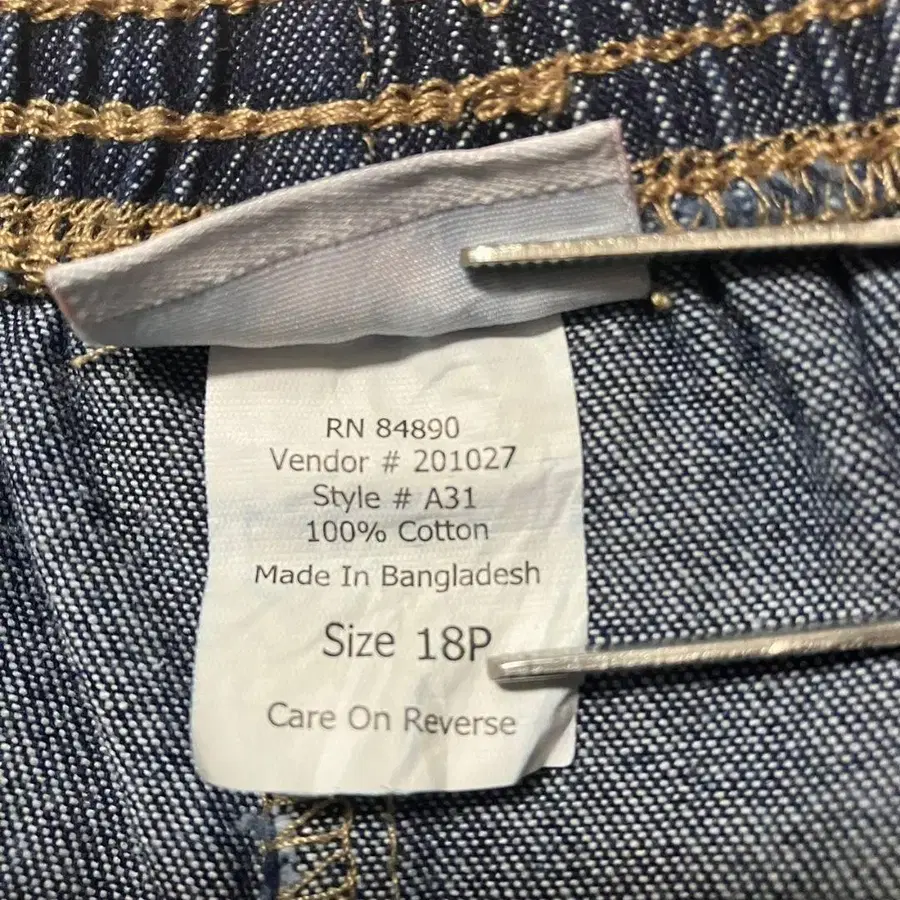 RN 84890
Vendor # 201027
Style # A31
100% Cotton
Made In Bangladesh
Size 18P
Care On Reverse